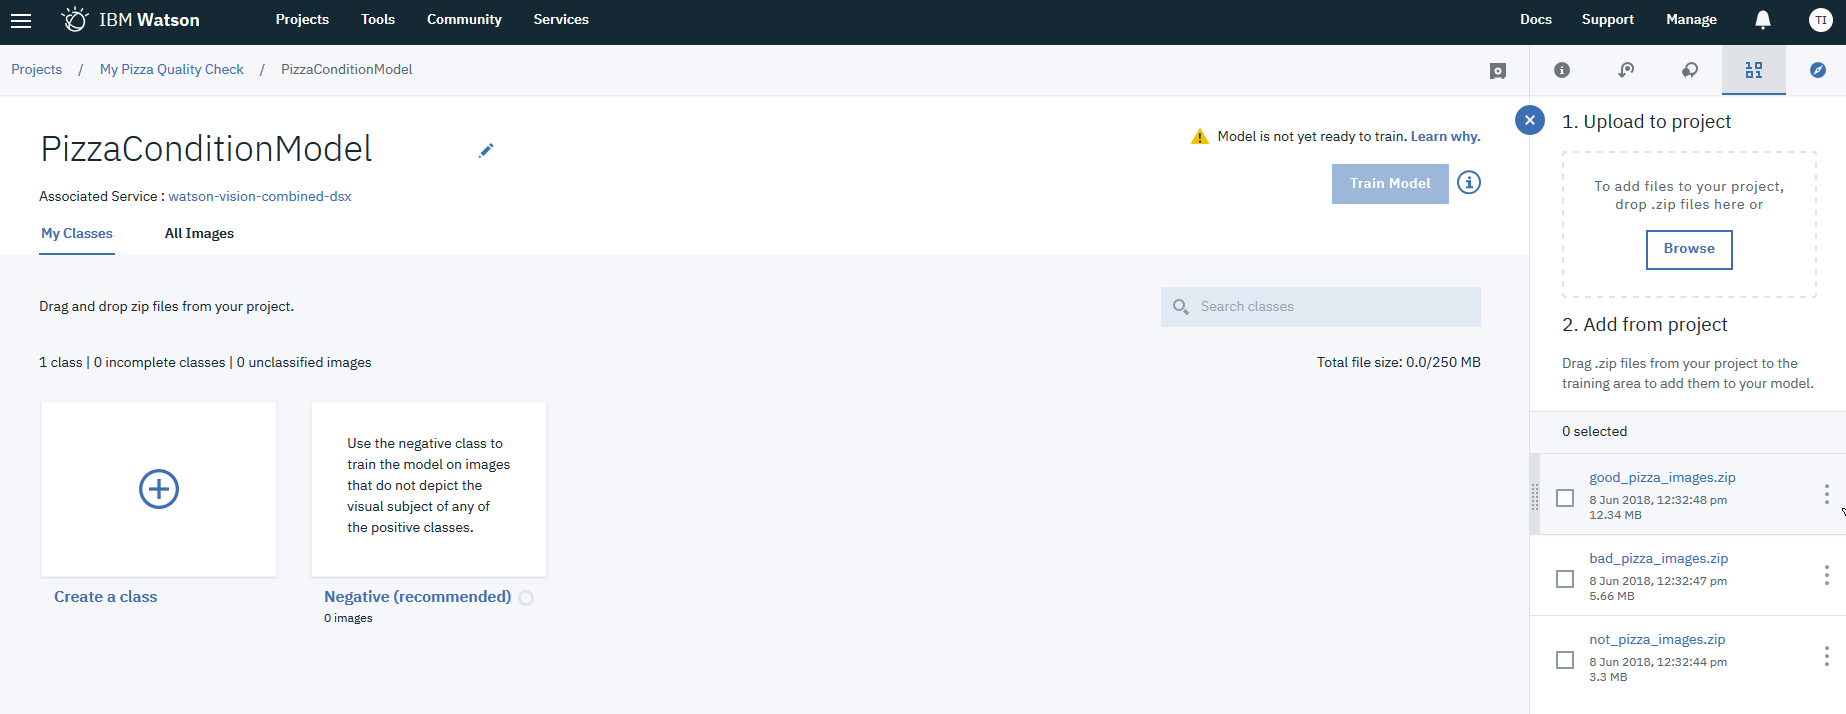 IBM Watson Projects Tools Community Services Docs Support Manage TI
Projects / My Pizza Quality Check / PizzaConditionModel
PizzaConditionModel
Model is not yet ready to train. Learn why.
Train Model
Associated Service : watson-vision-combined-dsx
My Classes All Images
Drag and drop zip files from your project.
Search classes
1 class | 0 incomplete classes | 0 unclassified images
Total file size: 0.0/250 MB
Create a class
Use the negative class to
train the model on images
that do not depict the
visual subject of any of
the positive classes.
Negative (recommended)
0 images
1. Upload to project
To add files to your project,
drop .zip files here or
Browse
2. Add from project
Drag .zip files from your project to the
training area to add them to your model.
0 selected
good_pizza_images.zip
8 Jun 2018, 12:32:48 pm
12.34 MB
bad_pizza_images.zip
8 Jun 2018, 12:32:47 pm
5.66 MB
not_pizza_images.zip
8 Jun 2018, 12:32:44 pm
3.3 MB